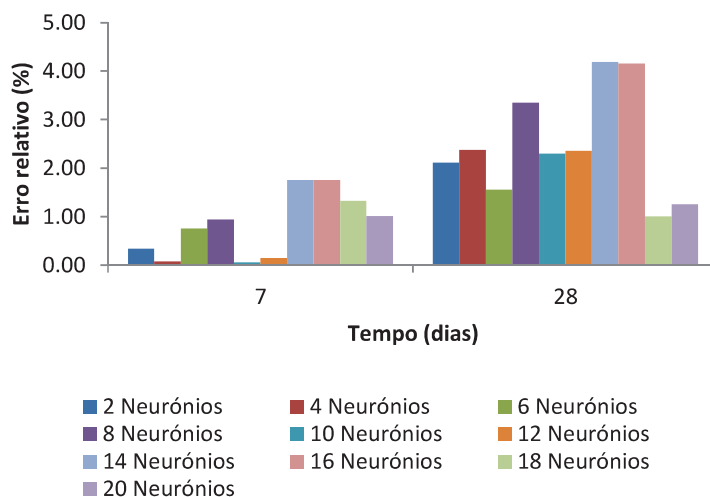 5.00
4.00
3.00
2.00
1.00
0.00
Erro relativo (%)
7 28
Tempo (dias)
2 Neurónios 4 Neurónios 6 Neurónios
8 Neurónios 10 Neurónios 12 Neurónios
14 Neurónios 16 Neurónios 18 Neurónios
20 Neurónios